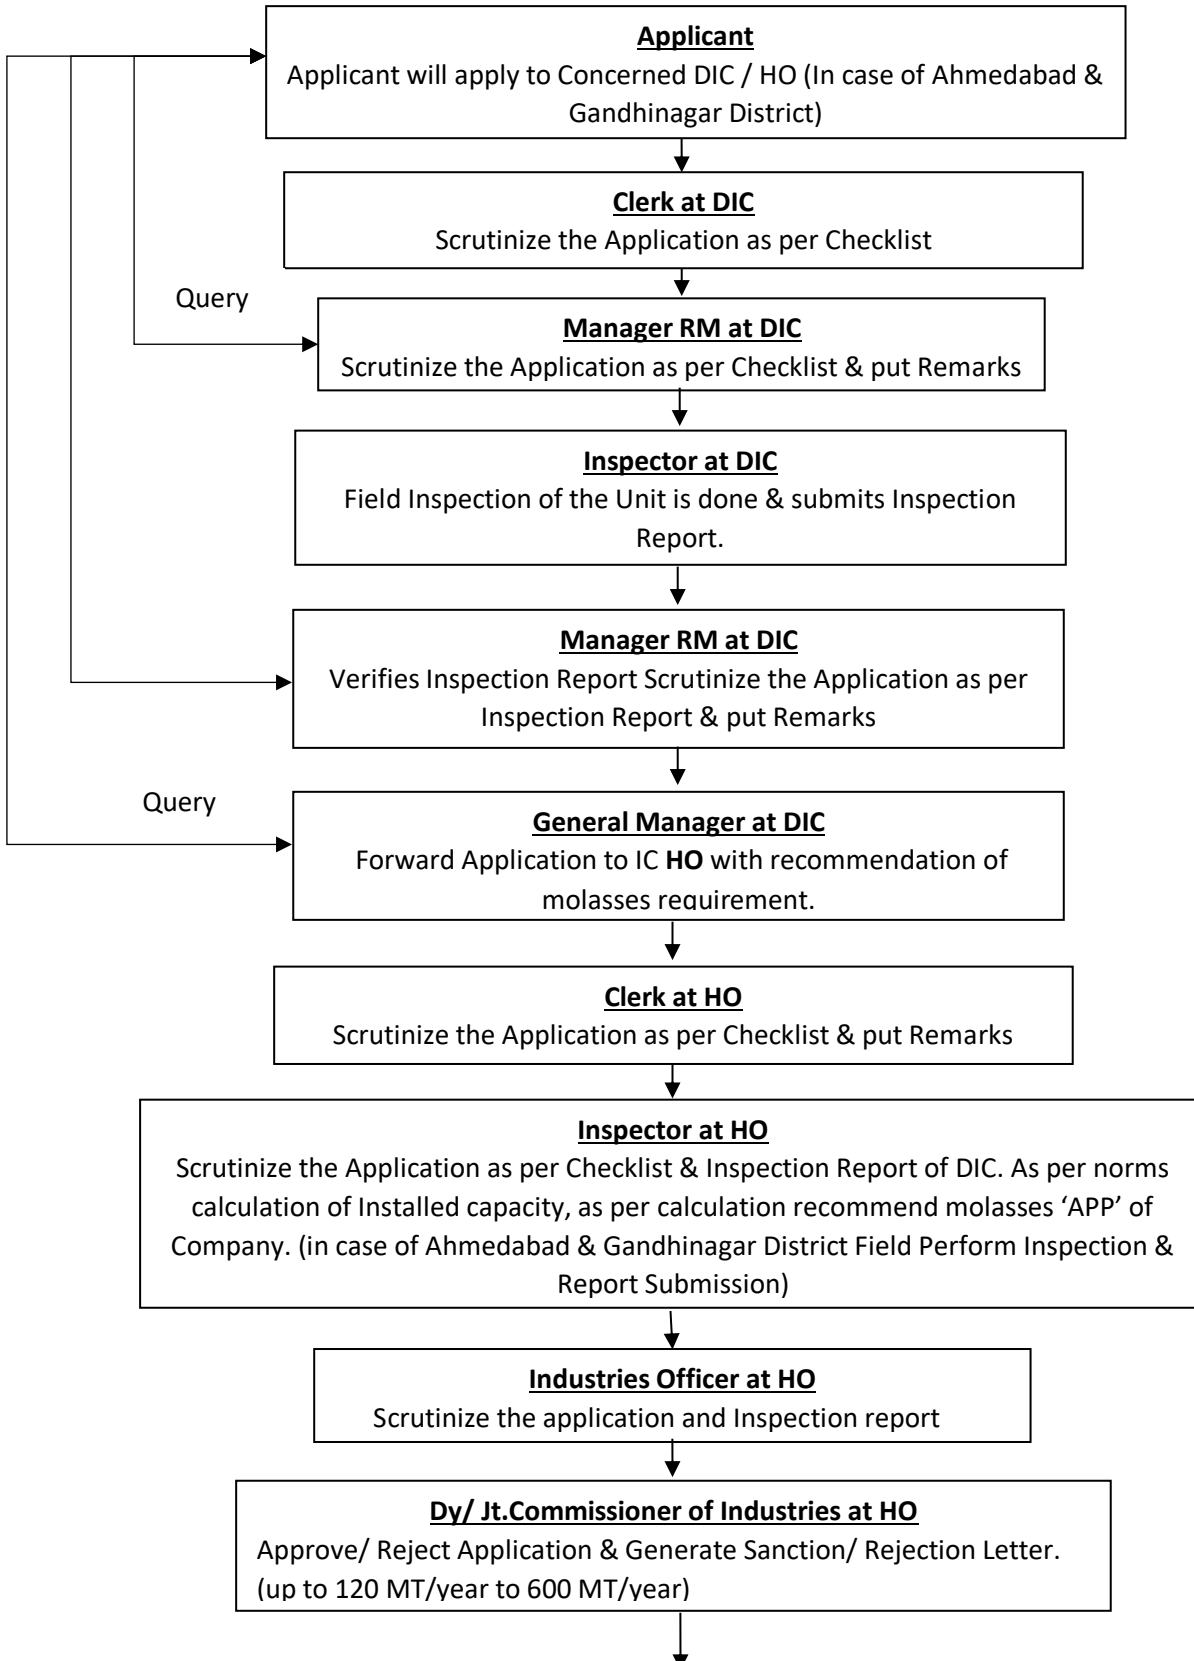 Applicant
Applicant will apply to Concerned DIC / HO (In case of Ahmedabad &
Gandhinagar District)
Clerk at DIC
Scrutinize the Application as per Checklist
Query
Manager RM at DIC
Scrutinize the Application as per Checklist & put Remarks
Inspector at DIC
Field Inspection of the Unit is done & submits Inspection
Report.
Manager RM at DIC
Verifies Inspection Report Scrutinize the Application as per
Inspection Report & put Remarks
Query
General Manager at DIC
Forward Application to IC HO with recommendation of
molasses requirement.
Clerk at HO
Scrutinize the Application as per Checklist & put Remarks
Inspector at HO
Scrutinize the Application as per Checklist & Inspection Report of DIC. As per norms
calculation of Installed capacity, as per calculation recommend molasses ‘APP’ of
Company. (in case of Ahmedabad & Gandhinagar District Field Perform Inspection &
Report Submission)
Industries Officer at HO
Scrutinize the application and Inspection report
Dy/ Jt.Commissioner of Industries at HO
Approve/ Reject Application & Generate Sanction/ Rejection Letter.
(up to 120 MT/year to 600 MT/year)